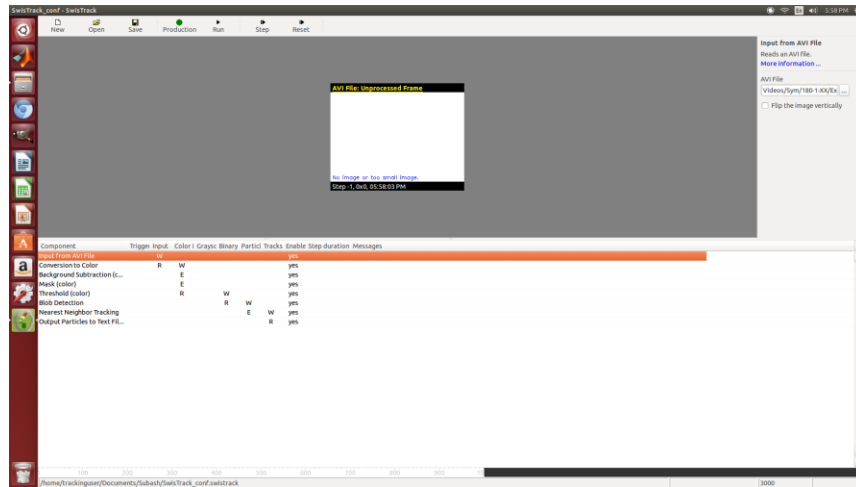 SwisTrack_conf - SwisTrack
En 5:58 PM
New Open Save Production Run Step Reset
AVI File: Unprocessed Frame
No image or too small image.
Step -1, 0x0, 05:58:03 PM
Input from AVI File
Reads an AVI file.
More information ...
AVI File
Videos/Sym/180-1-XX/Ex ...
Flip the image vertically
Component Trigger Input Color I Graysc Binary Particl Tracks Enable Step duration Messages
Input from AVI File W yes
Conversion to Color R W yes
Background Subtraction (c... E yes
Mask (color) E yes
Threshold (color) R W yes
Blob Detection R W yes
Nearest Neighbor Tracking E W yes
Output Particles to Text Fil... R yes
100 200 300 400 500 600 700 800 900
/home/trackinguser/Documents/Subash/SwisTrack_conf.swistrack
3000